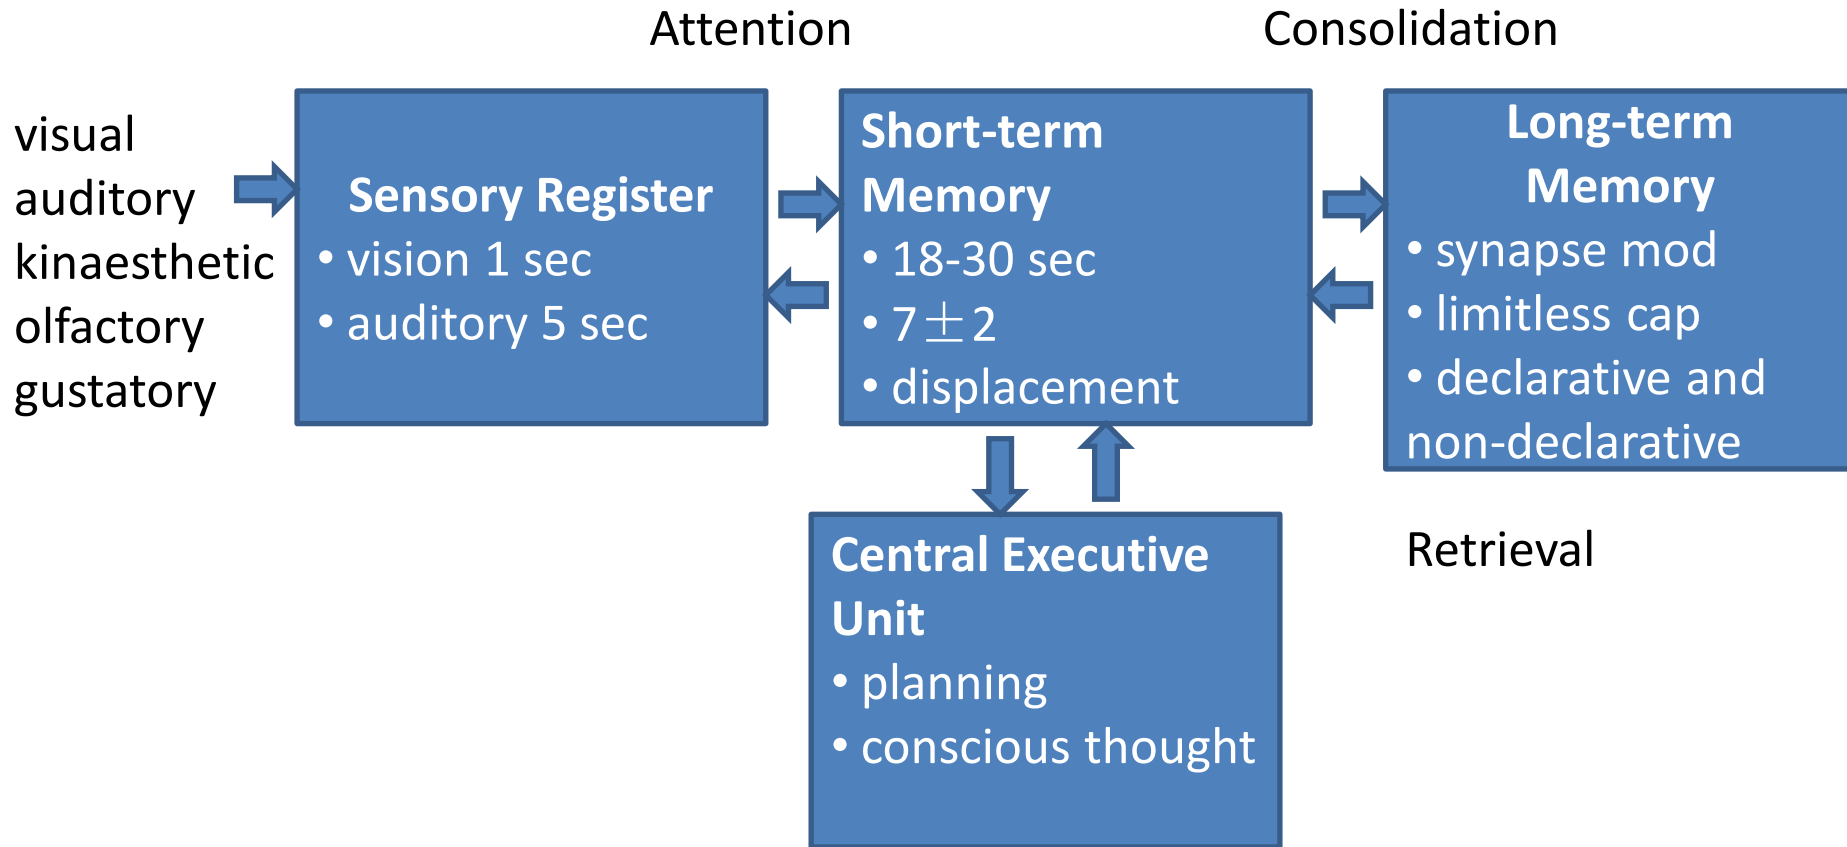 Attention
Consolidation
visual
auditory
kinaesthetic
olfactory
gustatory
Sensory Register
• vision 1 sec
• auditory 5 sec
Short-term
Memory
• 18-30 sec
• 7±2
• displacement
Long-term
Memory
• synapse mod
• limitless cap
• declarative and
non-declarative
Central Executive
Unit
• planning
• conscious thought
Retrieval